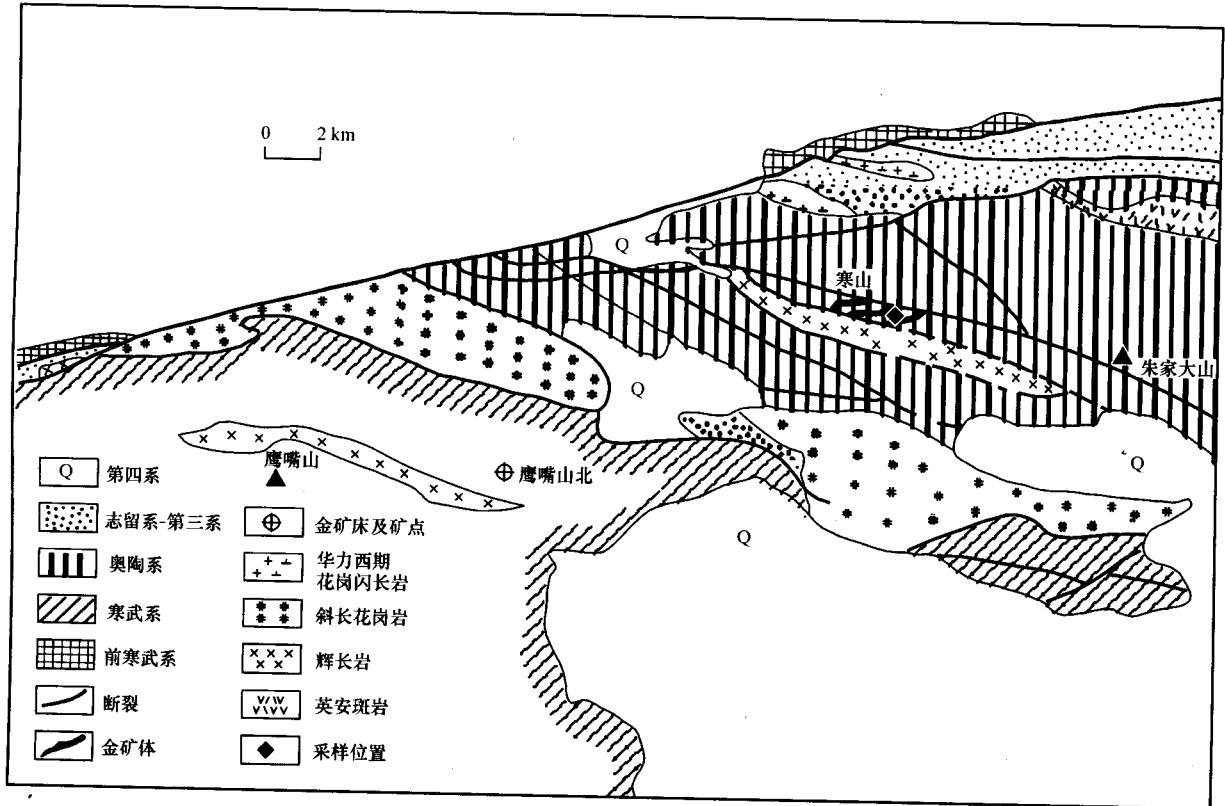 0 2 km
Q
寒山
朱家大山
Q
Q
鹰嘴山
鹰嘴山北
Q
Q 第四系
志留系-第三系
奥陶系
寒武系
前寒武系
断裂
金矿体
金矿床及矿点
华力西期
花岗闪长岩
斜长花岗岩
辉长岩
英安斑岩
采样位置